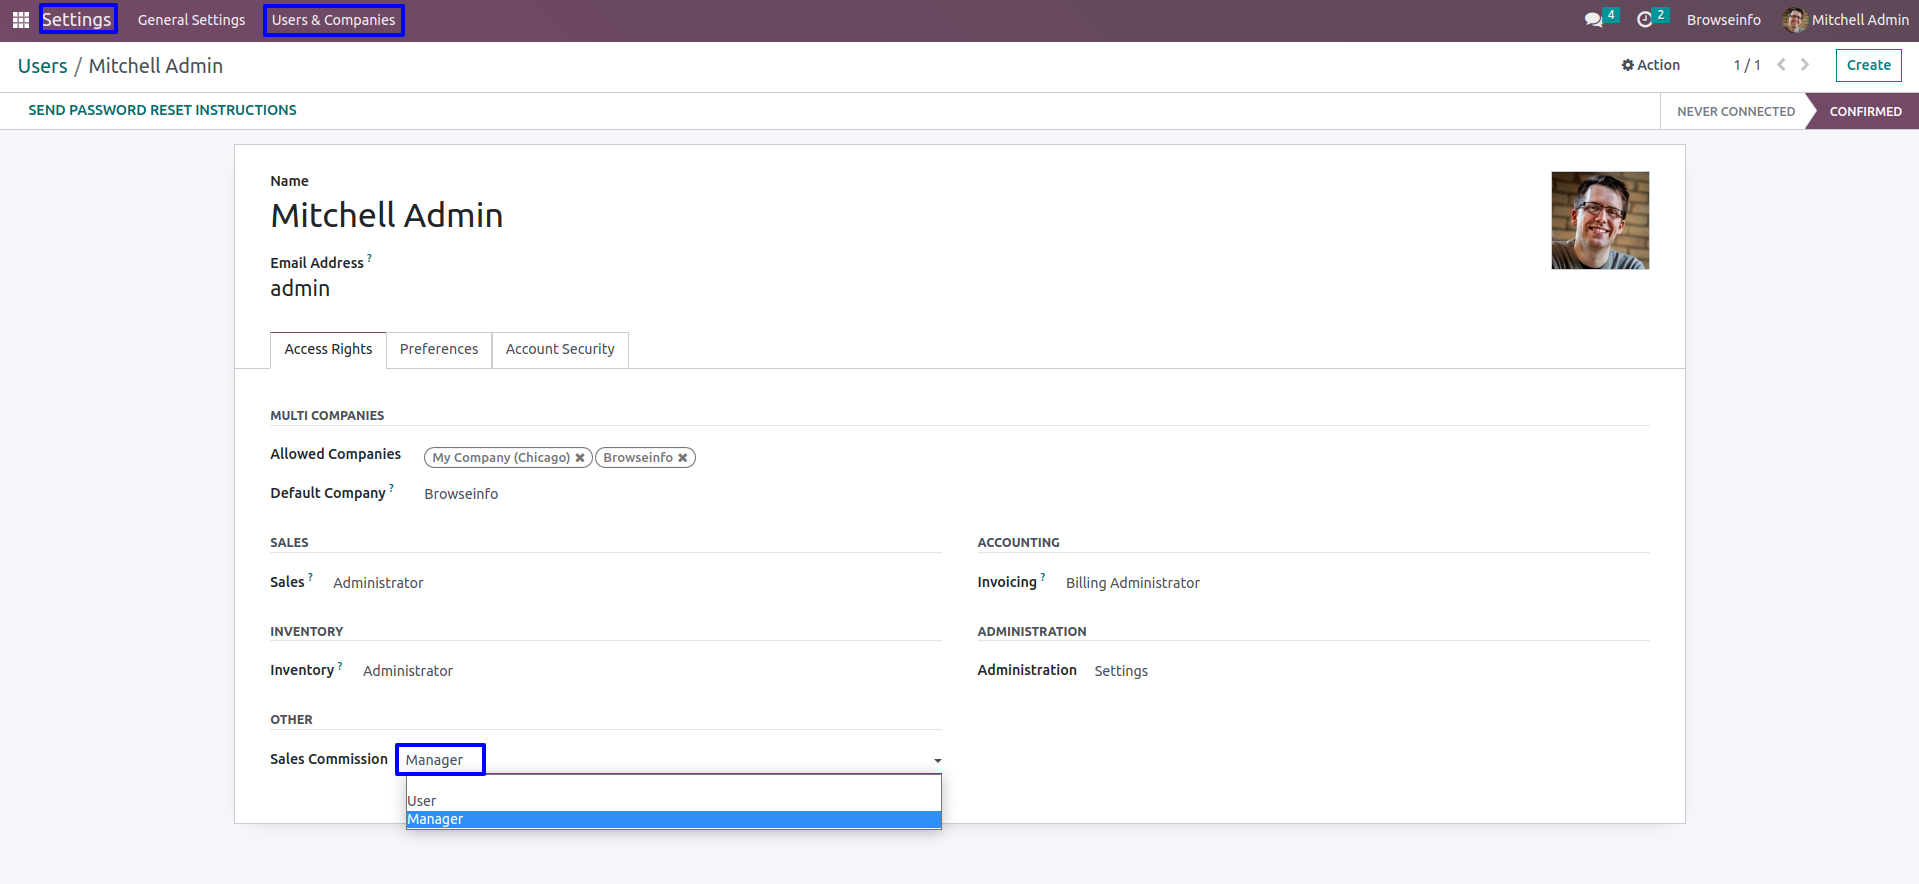 Settings General Settings Users & Companies 4 2 Browseinfo Mitchell Admin
Users / Mitchell Admin Action 1 / 1 Create
SEND PASSWORD RESET INSTRUCTIONS NEVER CONNECTED CONFIRMED
Name
Mitchell Admin
Email Address ?
admin
Access Rights Preferences Account Security
MULTI COMPANIES
Allowed Companies My Company (Chicago) ✖ Browseinfo ✖
Default Company ? Browseinfo
SALES ACCOUNTING
Sales ? Administrator Invoicing ? Billing Administrator
INVENTORY ADMINISTRATION
Inventory ? Administrator Administration Settings
OTHER
Sales Commission Manager
User
Manager